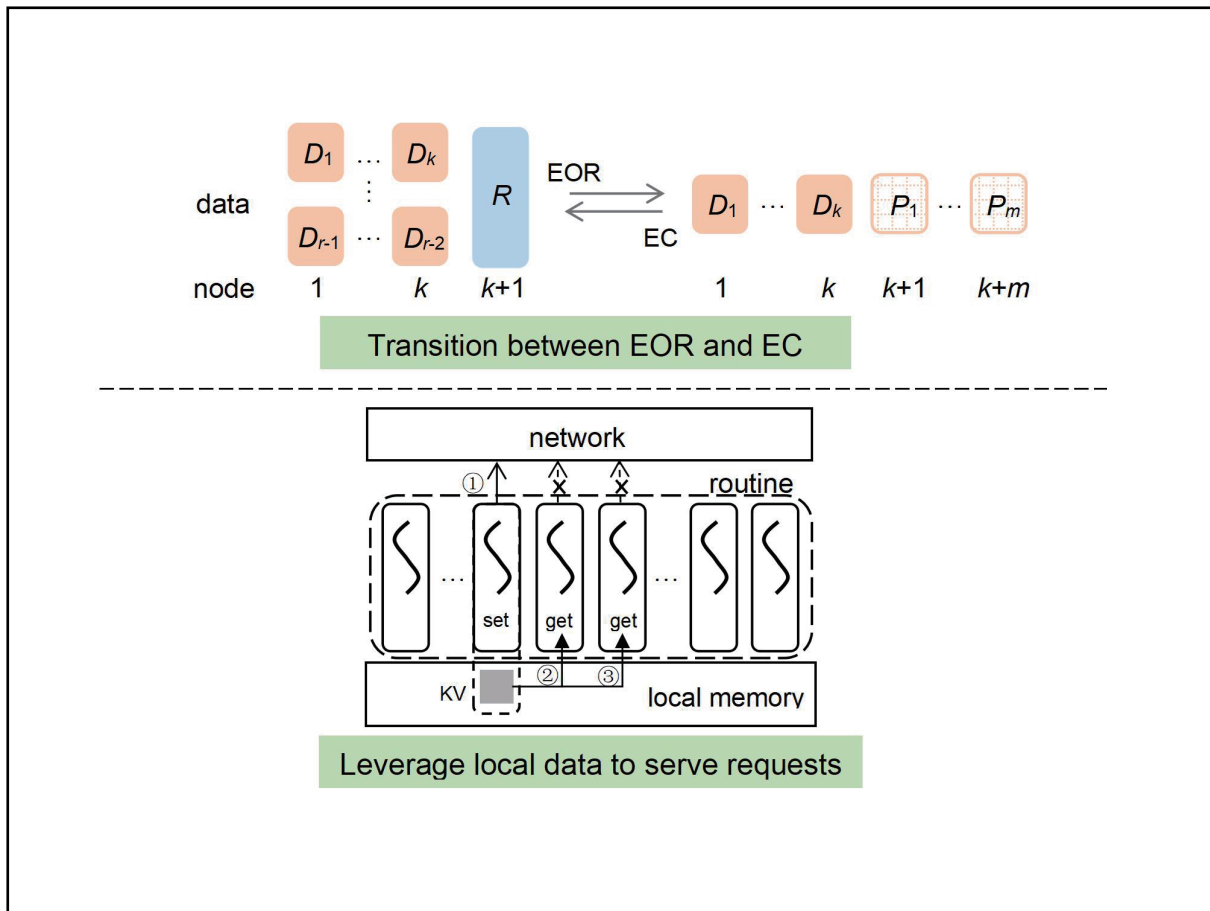 D1 … Dk R EOR D1 … Dk P1 … Pm
⋮
data
Dr-1 … Dr-2 EC
node 1 k k+1 1 k k+1 k+m
Transition between EOR and EC
network
① x x routine
… …
set get get
KV ② ③ local memory
Leverage local data to serve requests